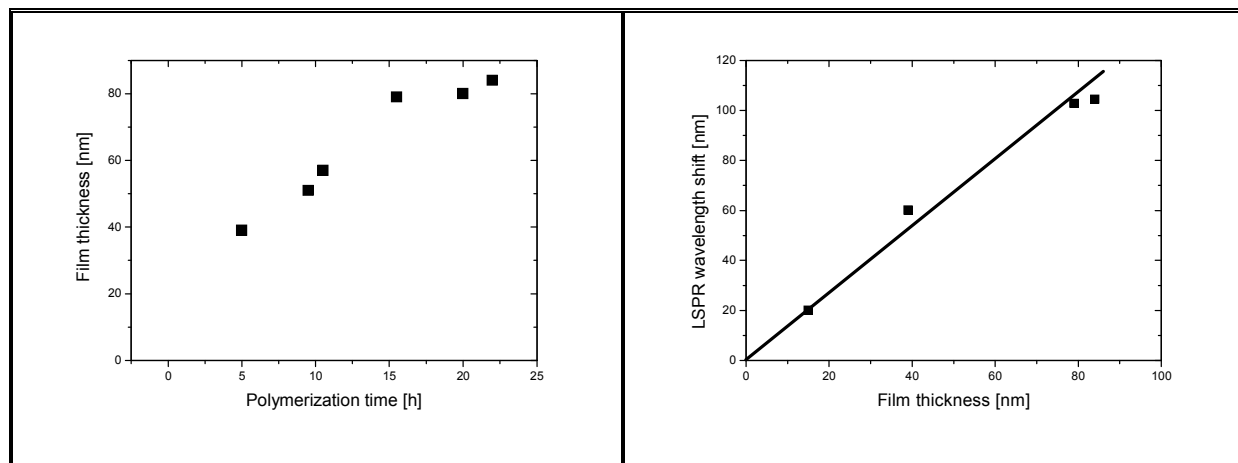 80
60
40
20
0
Film thickness [nm]
0 5 10 15 20 25
Polymerization time [h]
120
100
80
60
40
20
0
LSPR wavelength shift [nm]
0 20 40 60 80 100
Film thickness [nm]